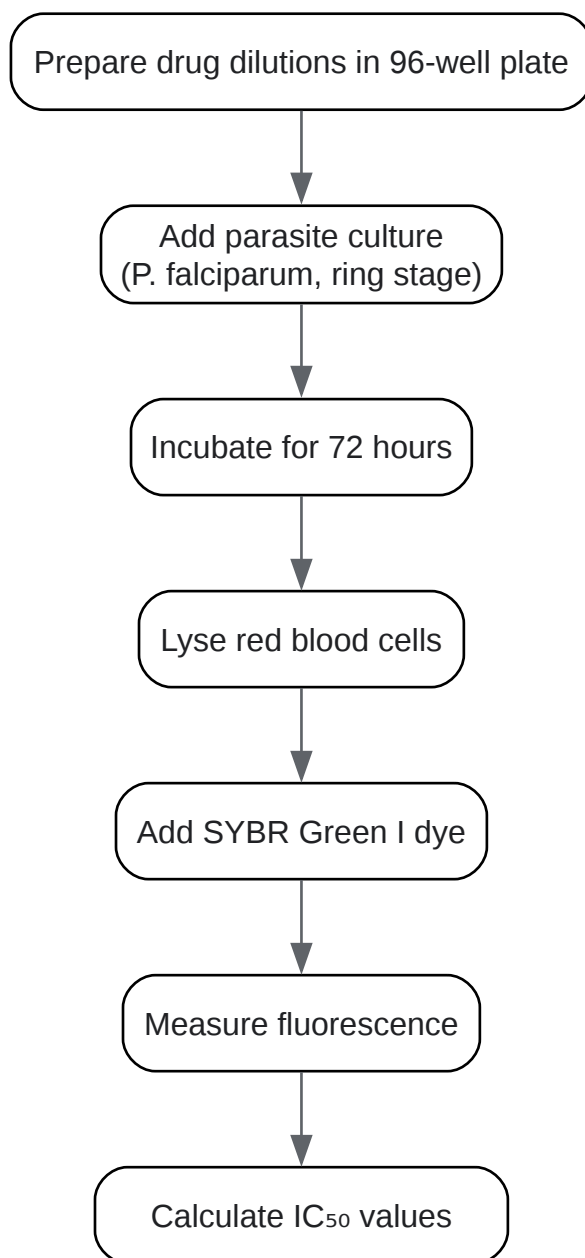 Prepare drug dilutions in 96-well plate
Add parasite culture
(P. falciparum, ring stage)
Incubate for 72 hours
Lyse red blood cells
Add SYBR Green I dye
Measure fluorescence
Calculate IC₅₀ values